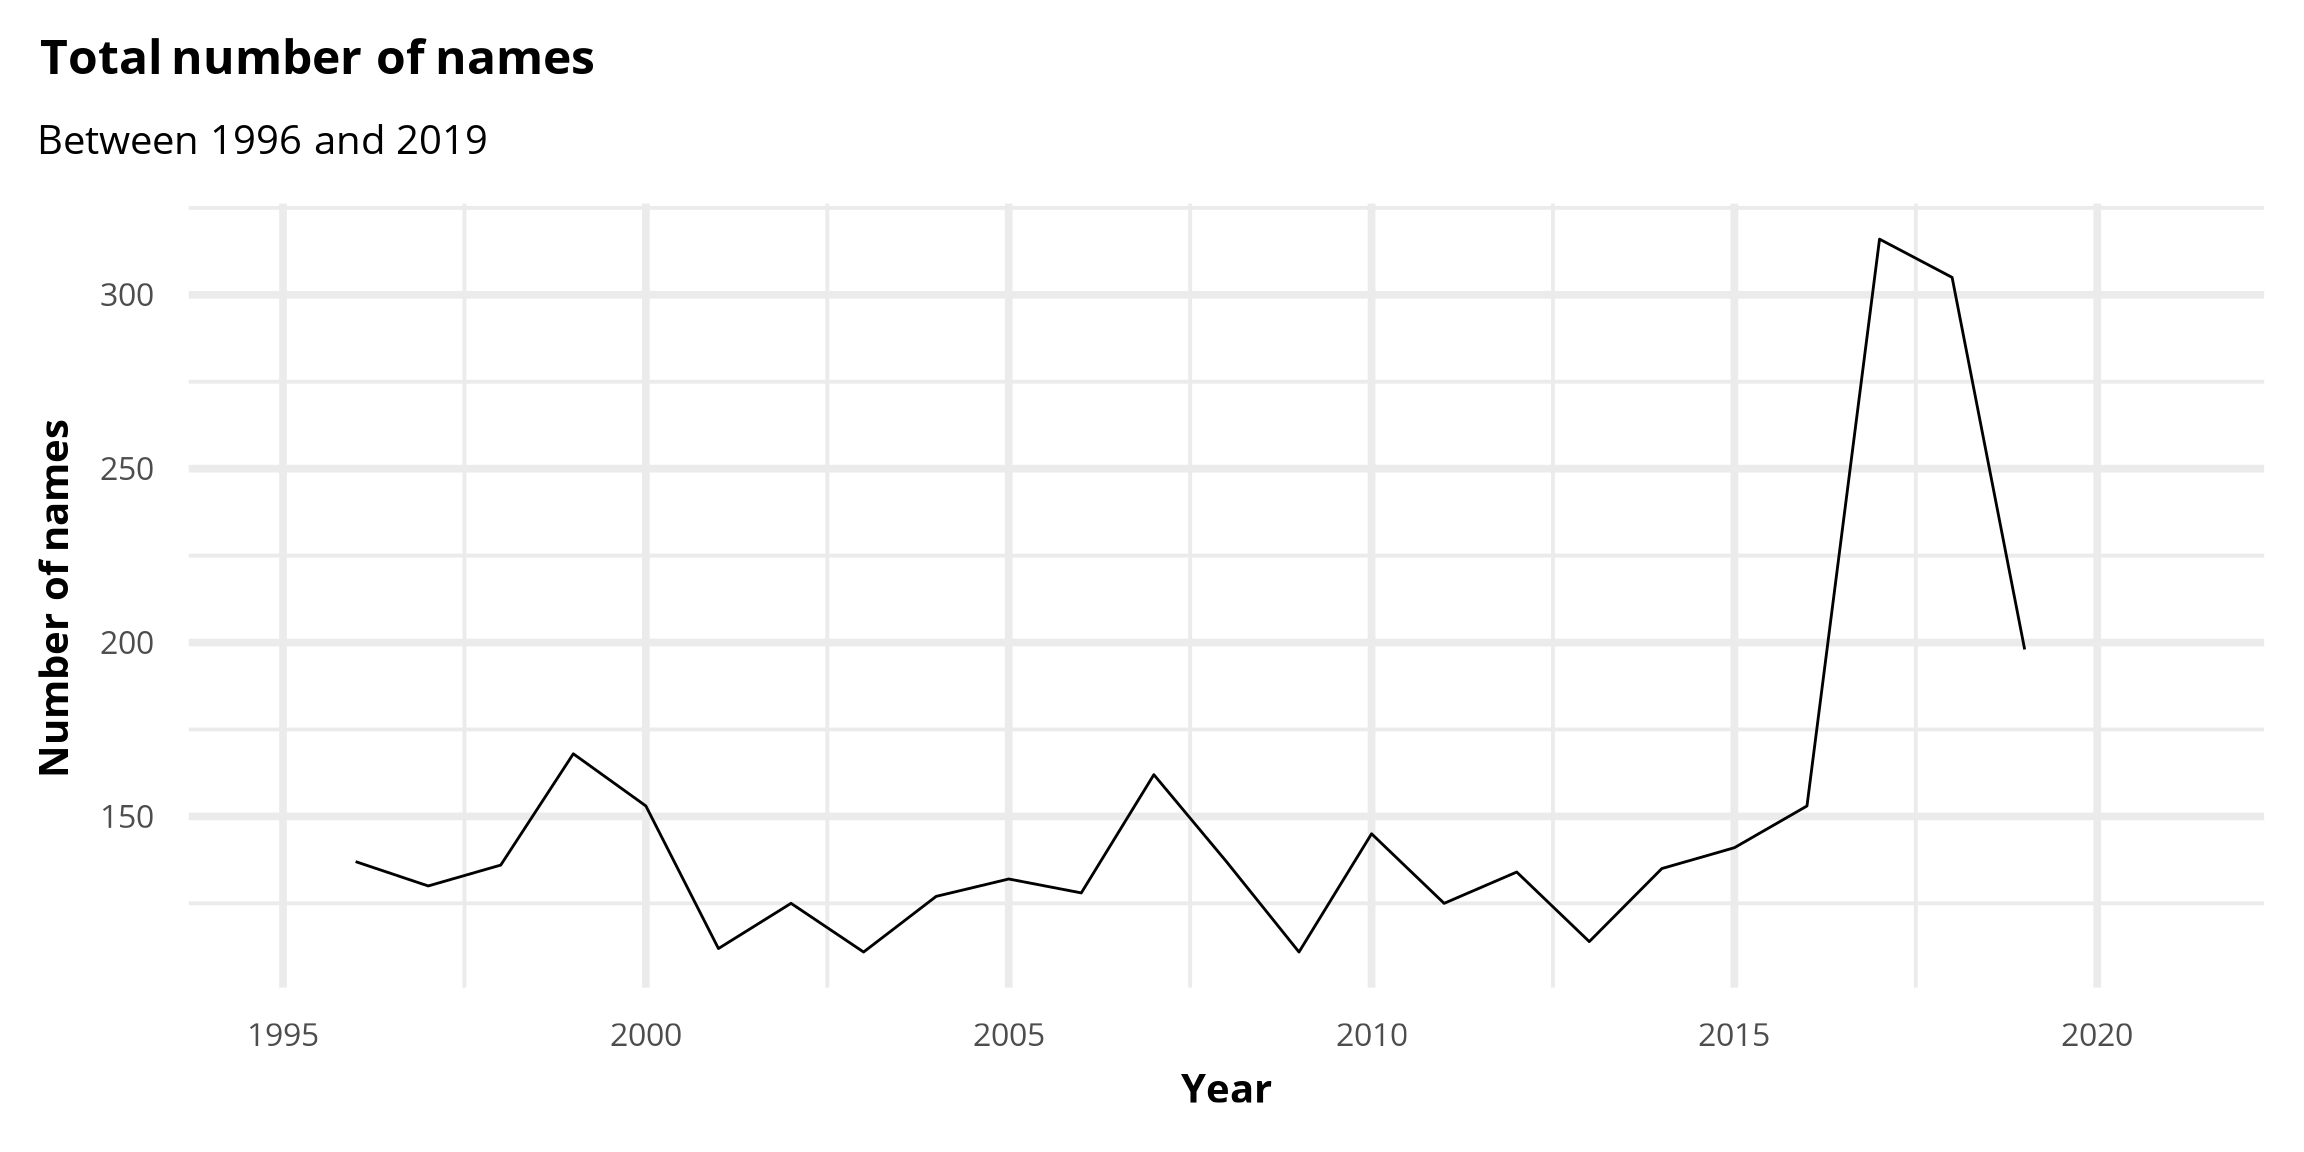 Total number of names
Between 1996 and 2019
Number of names
300
250
200
150
1995 2000 2005 2010 2015 2020
Year